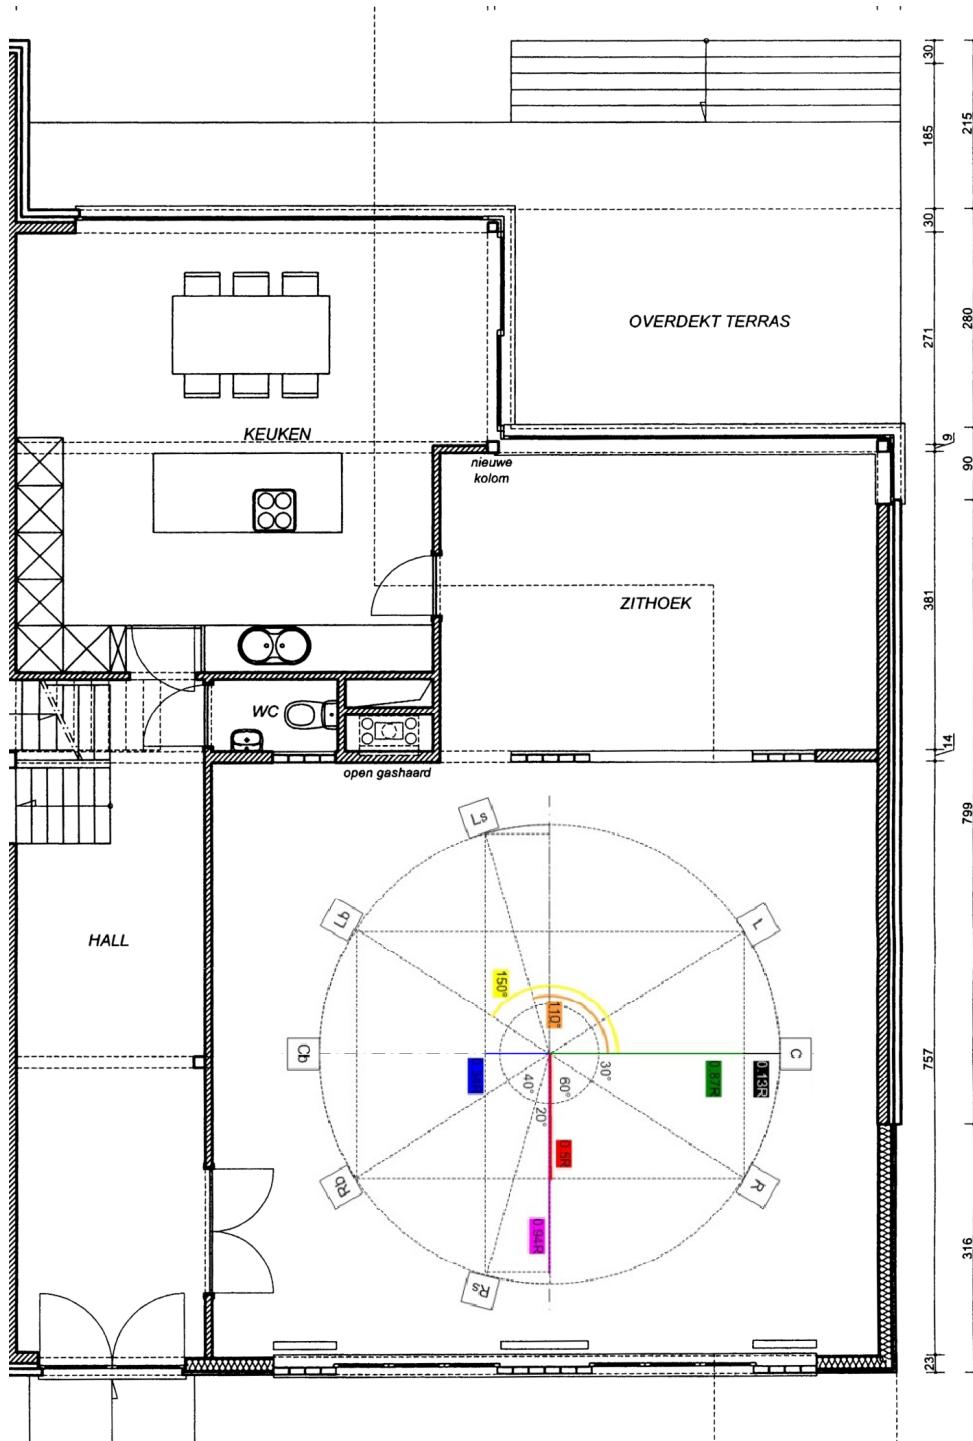 30
215
185
30
OVERDEKT TERRAS
280
271
KEUKEN
9
nieuwe
kolom
90
ZITHOEK
381
WC
14
open gashaard
799
Ls
Lb
L
HALL
150°
110°
Cb
C
30°
60°
40°
20°
0.87R
0.13R
757
0.5R
Rb
R
0.94R
Rs
316
23